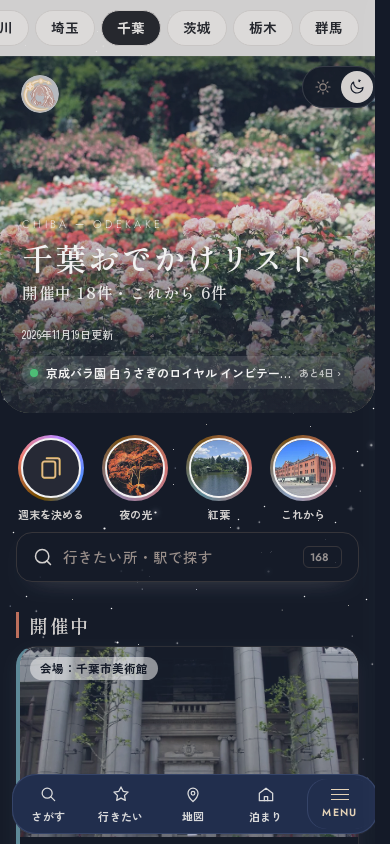 川
埼玉
千葉
茨城
栃木
群馬
CHIBA — ODEKAKE
千葉おでかけリスト
開催中 18件・これから 6件
2026年11月19日更新
京成バラ園 白うさぎのロイヤル インビテー… あと4日 ›
週末を決める
夜の光
紅葉
これから
行きたい所・駅で探す 168
開催中
会場：千葉市美術館
さがす
行きたい
地図
泊まり
MENU